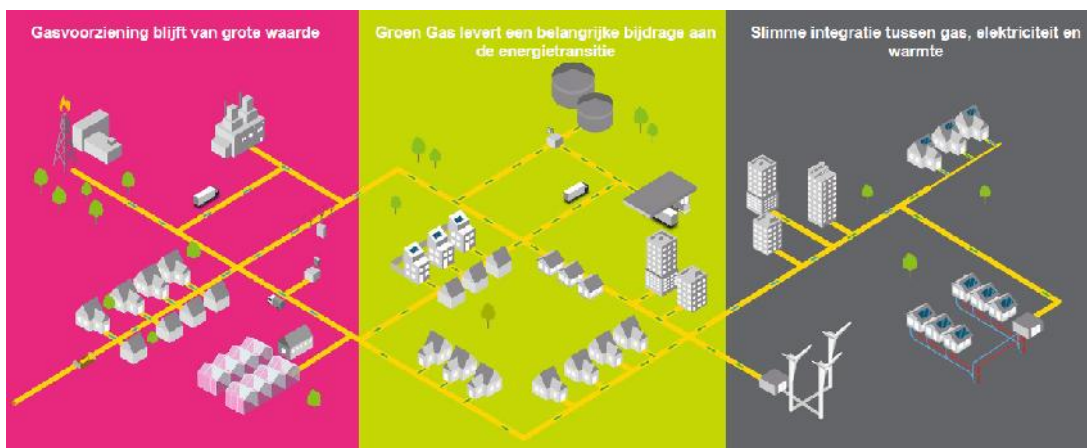 Gasvoorziening blijft van grote waarde
Groen Gas levert een belangrijke bijdrage aan
de energietransitie
Slimme integratie tussen gas, elektriciteit en
warmte